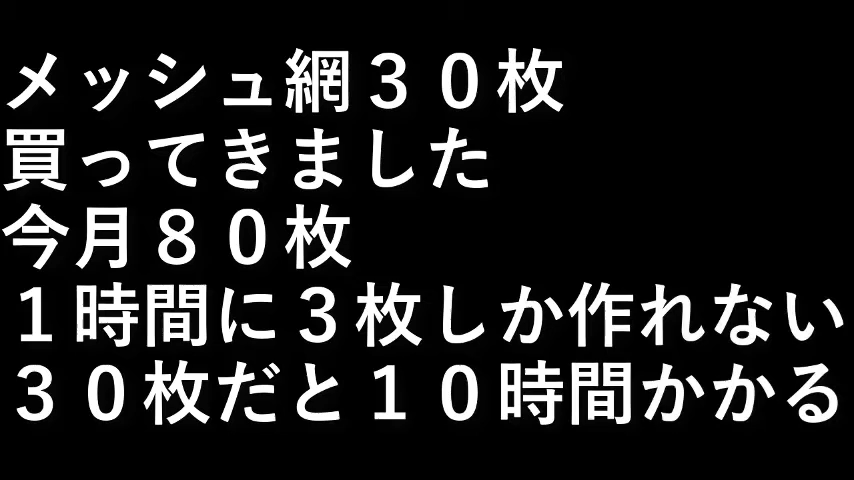 メッシュ網３０枚
買ってきました
今月８０枚
１時間に３枚しか作れない
３０枚だと１０時間かかる